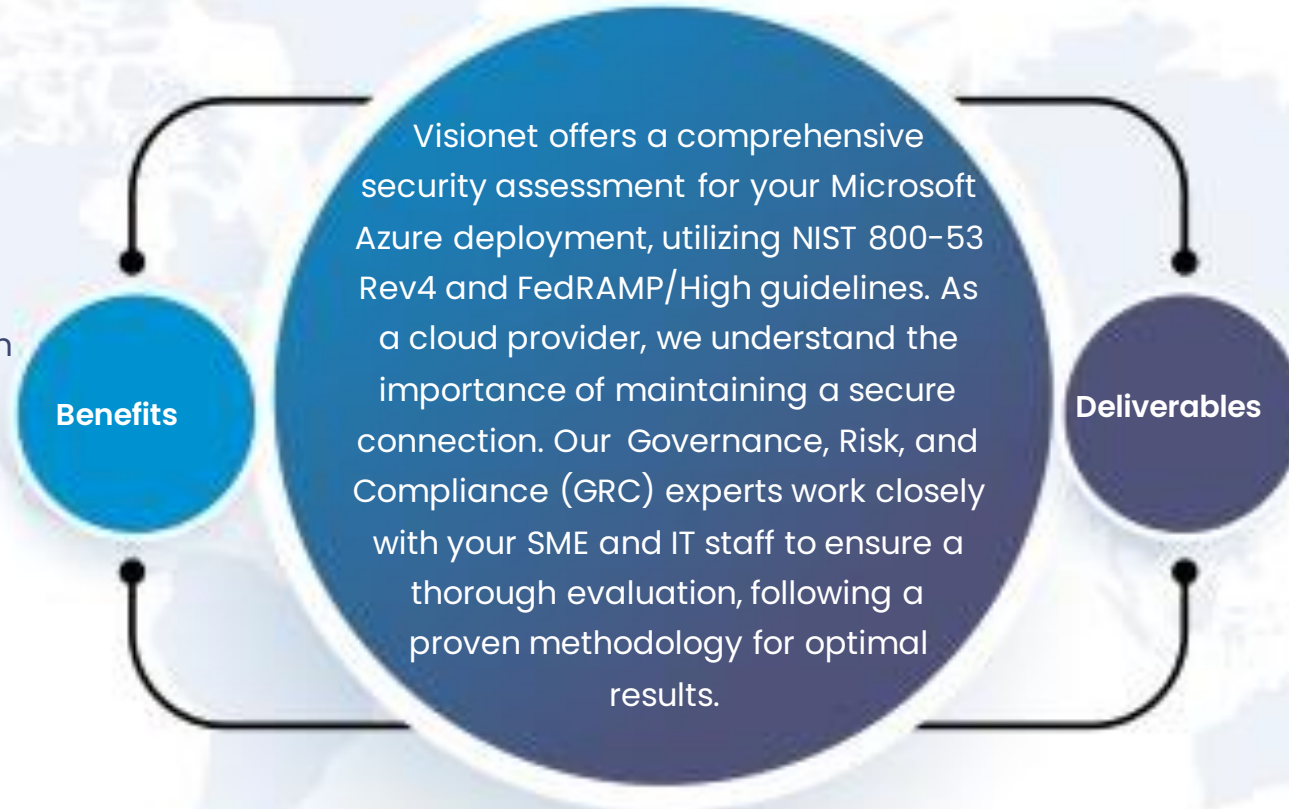 Visionet offers a comprehensive
security assessment for your Microsoft
Azure deployment, utilizing NIST 800-53
Rev4 and FedRAMP/High guidelines. As
a cloud provider, we understand the
importance of maintaining a secure
connection. Our Governance, Risk, and
Compliance (GRC) experts work closely
with your SME and IT staff to ensure a
thorough evaluation, following a
proven methodology for optimal
results.
Benefits
Deliverables